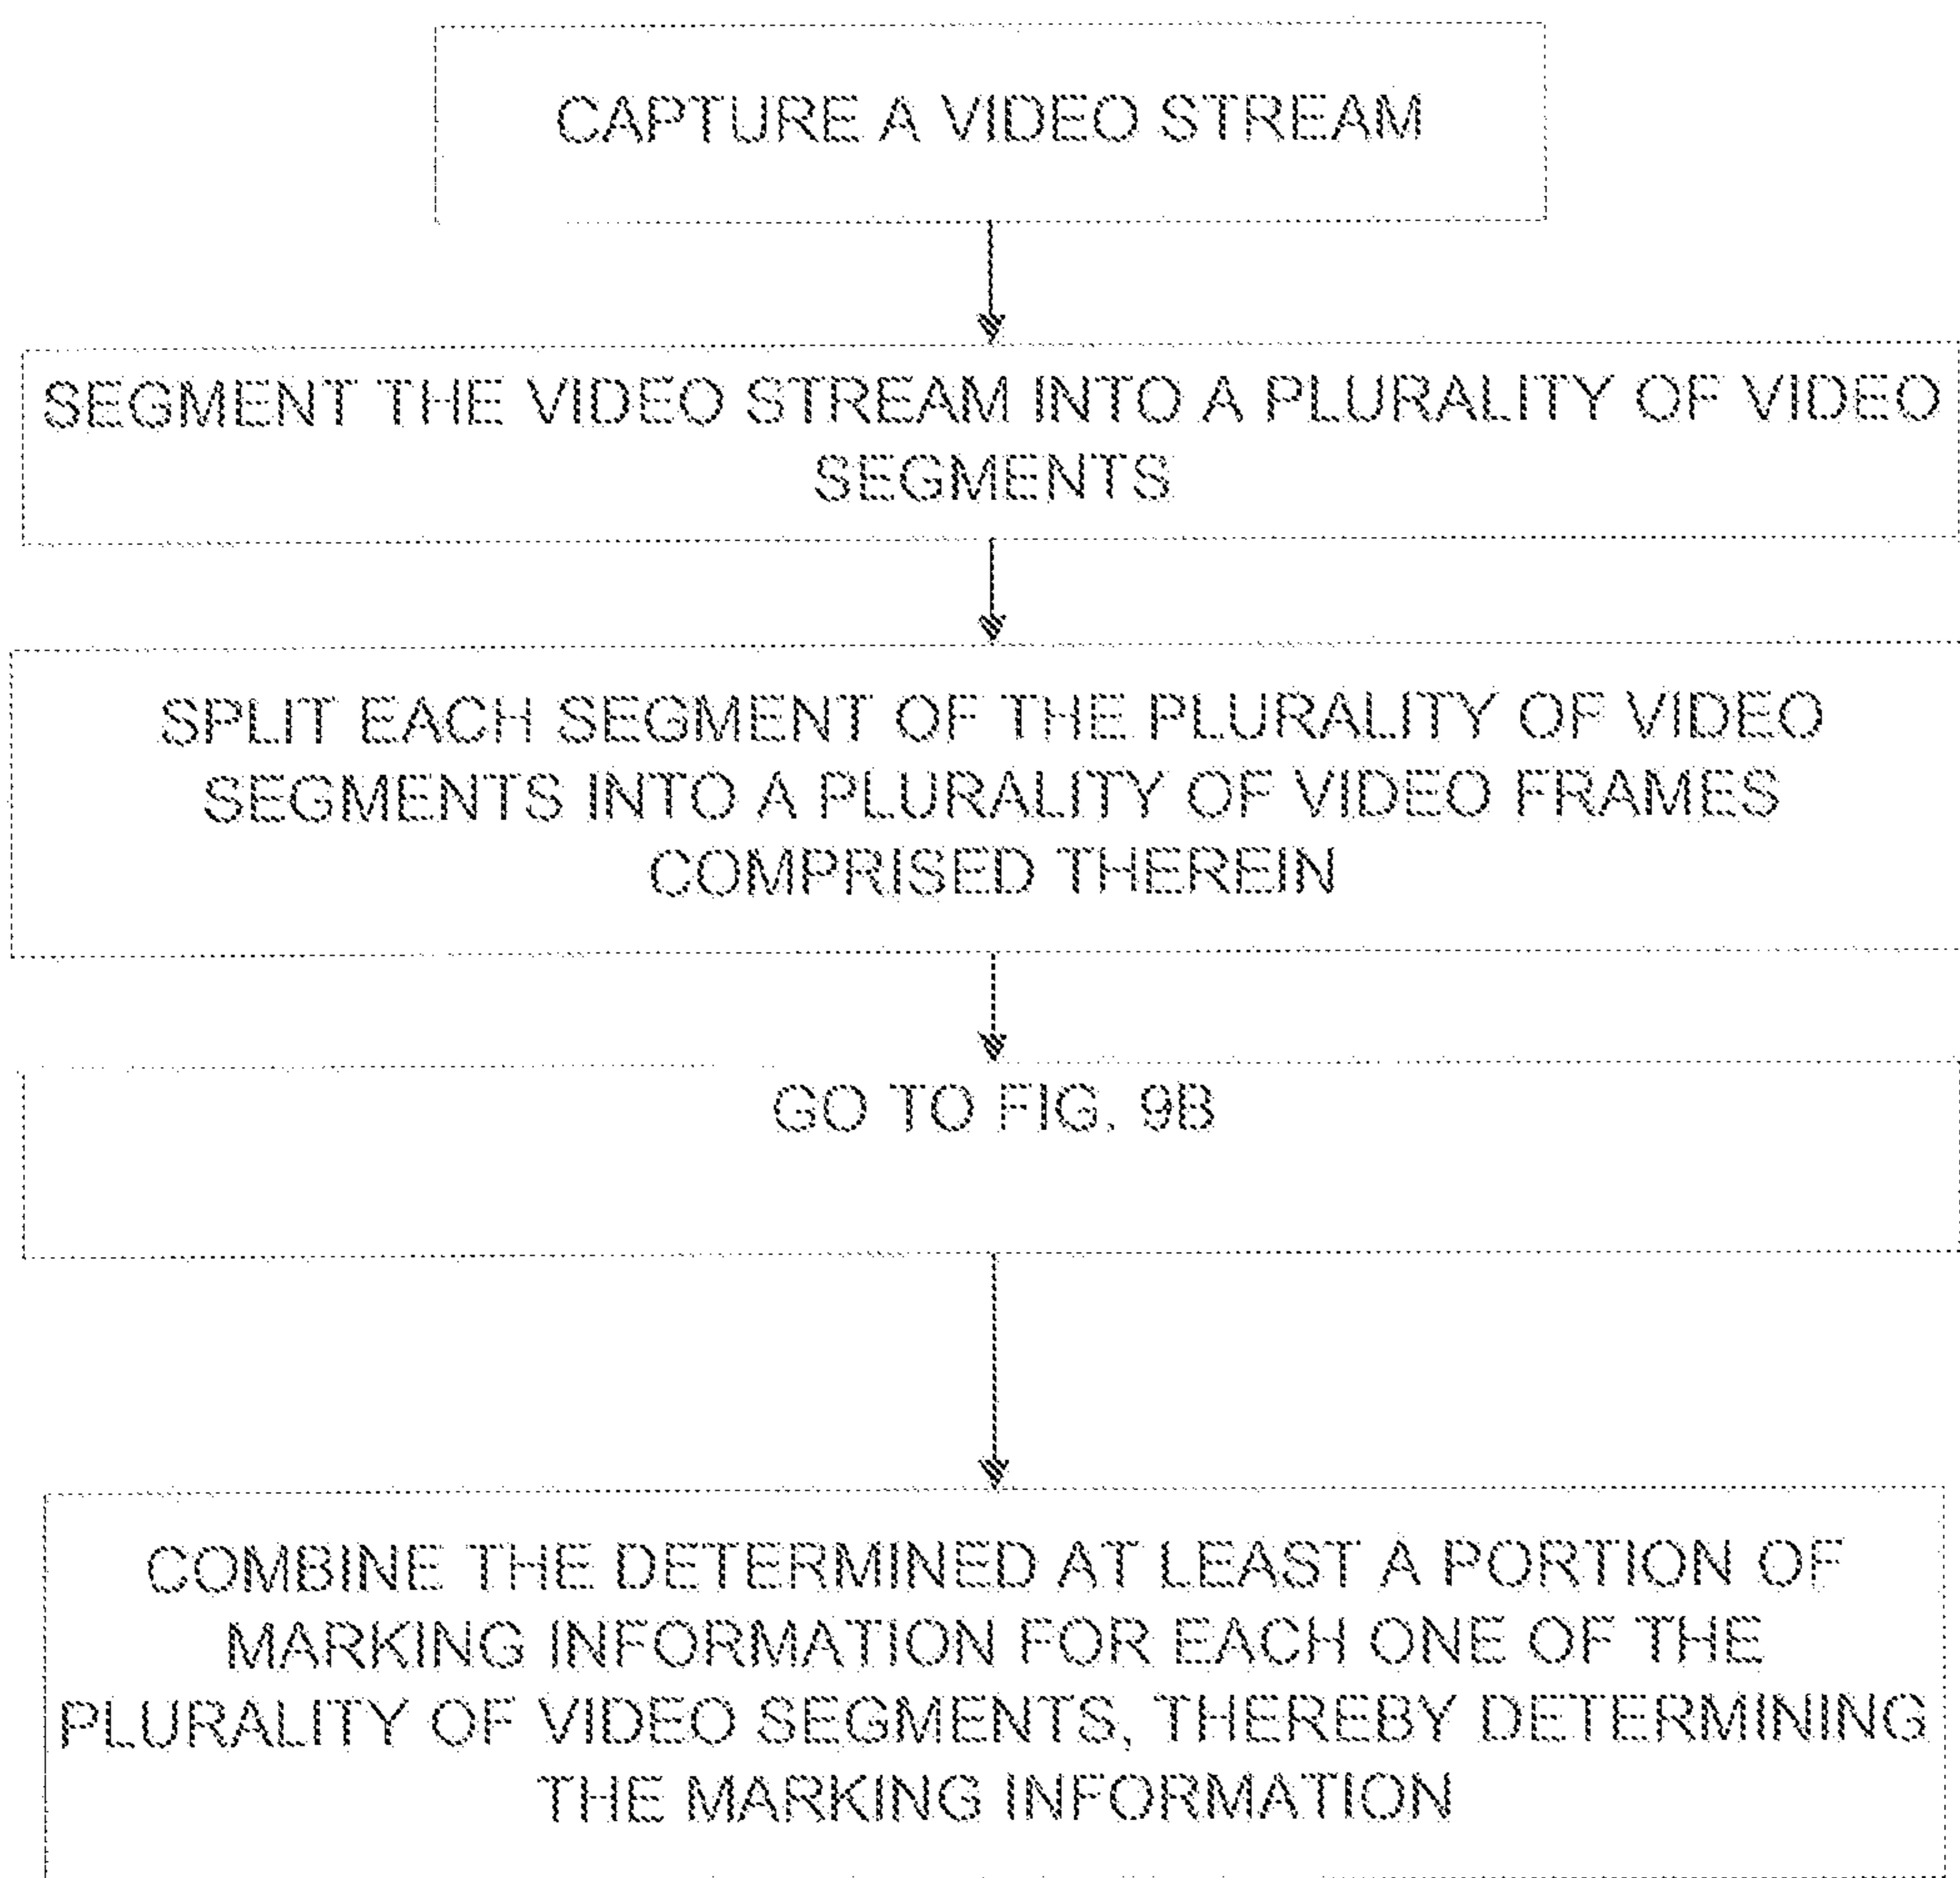 CAPTURE A VIDEO STREAM
SEGMENT THE VIDEO STREAM INTO A PLURALITY OF VIDEO
SEGMENTS
SPLIT EACH SEGMENT OF THE PLURALITY OF VIDEO
SEGMENTS INTO A PLURALITY OF VIDEO FRAMES
COMPRISED THEREIN
GO TO FIG. 9B
COMBINE THE DETERMINED AT LEAST A PORTION OF
MARKING INFORMATION FOR EACH ONE OF THE
PLURALITY OF VIDEO SEGMENTS, THEREBY DETERMINING
THE MARKING INFORMATION